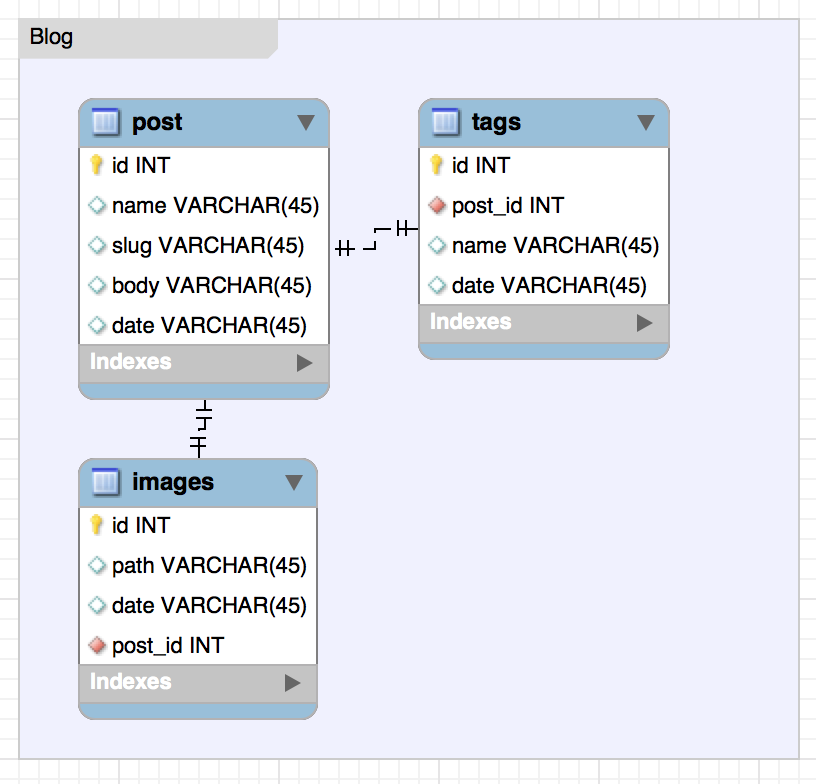 Blog
post
id INT
name VARCHAR(45)
slug VARCHAR(45)
body VARCHAR(45)
date VARCHAR(45)
Indexes
tags
id INT
post_id INT
name VARCHAR(45)
date VARCHAR(45)
Indexes
images
id INT
path VARCHAR(45)
date VARCHAR(45)
post_id INT
Indexes